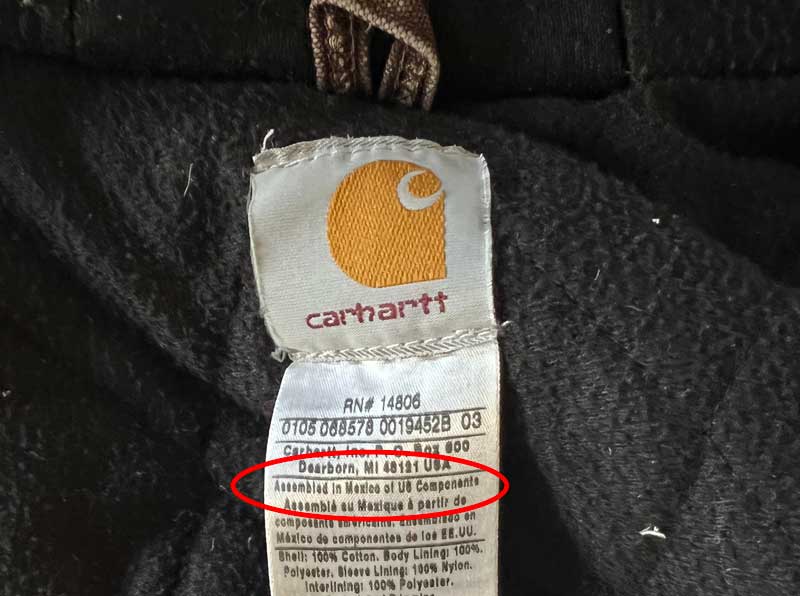 carhartt
RN# 14806
0105 068578 0019452B 03
Carhartt, Inc. P. O. Box 600
Dearborn, MI 48121 USA
Assembled in Mexico of US Components
Assemblé au Mexique à partir de
composants américains. Ensamblado en
México de componentes de los EE.UU.
Shell: 100% Cotton. Body Lining: 100%.
Polyester. Sleeve Lining: 100% Nylon.
Interlining: 100% Polyester.